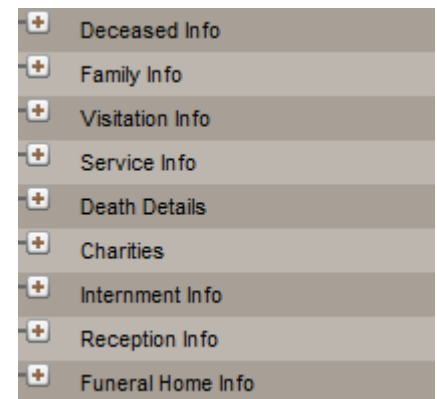 Deceased Info
Family Info
Visitation Info
Service Info
Death Details
Charities
Internment Info
Reception Info
Funeral Home Info